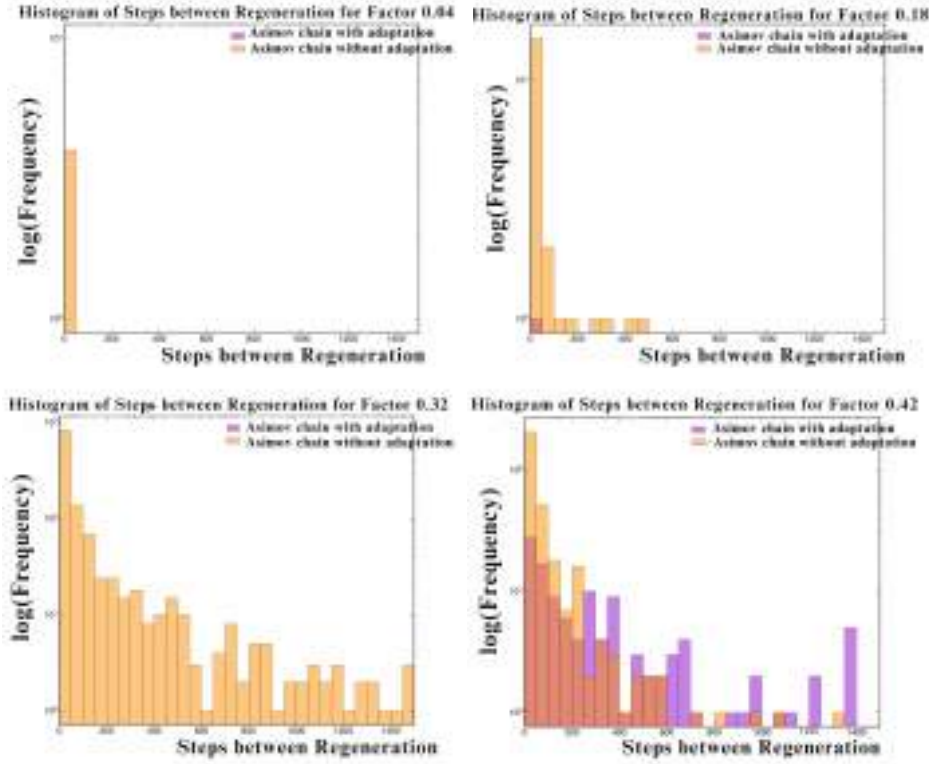 Histogram of Steps between Regeneration for Factor 0.04
Asimov chain with adaptation
Asimov chain without adaptation
log(Frequency)
Steps between Regeneration
Histogram of Steps between Regeneration for Factor 0.18
Asimov chain with adaptation
Asimov chain without adaptation
log(Frequency)
Steps between Regeneration
Histogram of Steps between Regeneration for Factor 0.32
Asimov chain with adaptation
Asimov chain without adaptation
log(Frequency)
Steps between Regeneration
Histogram of Steps between Regeneration for Factor 0.42
Asimov chain with adaptation
Asimov chain without adaptation
log(Frequency)
Steps between Regeneration